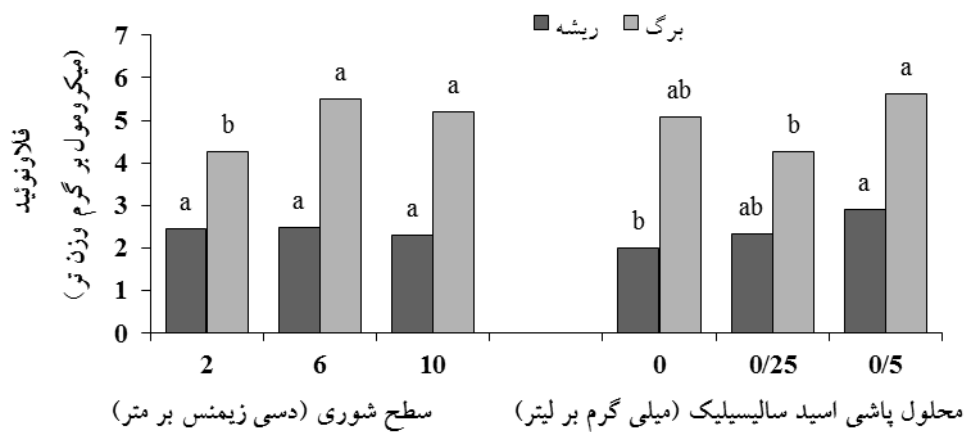 ریشه برگ
فلاونوئید
(میکرومول بر گرم وزن تر)
7
6
5
4
3
2
1
0
a b a a a a b ab ab b a a
2 6 10 0 0/25 0/5
سطح شوری (دسی زیمنس بر متر)
محلول پاشی اسید سالیسیلیک (میلی گرم بر لیتر)